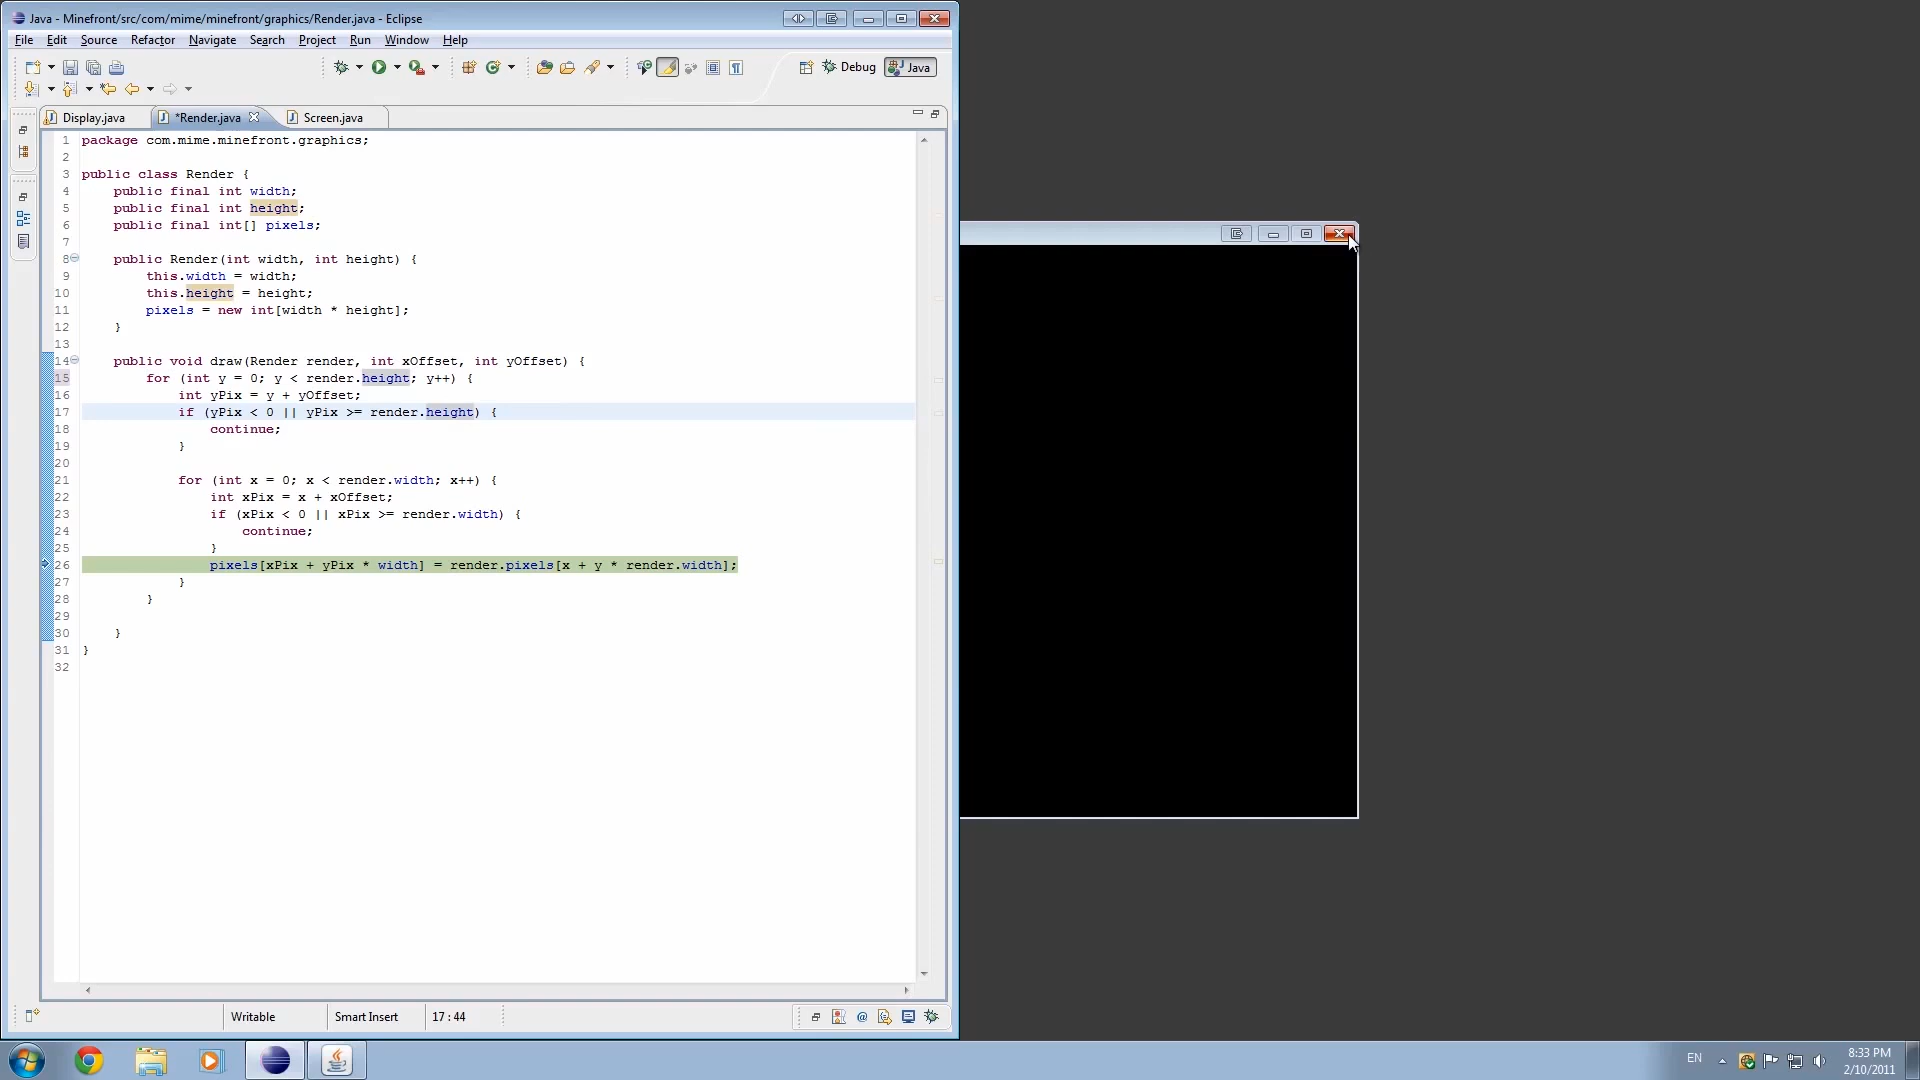 Java - Minefront/src/com/mime/minefront/graphics/Render.java - Eclipse
File Edit Source Refactor Navigate Search Project Run Window Help
Debug Java
Display.java *Render.java Screen.java
1 package com.mime.minefront.graphics;
2
3 public class Render {
4 public final int width;
5 public final int height;
6 public final int[] pixels;
7
8 public Render(int width, int height) {
9 this.width = width;
10 this.height = height;
11 pixels = new int[width * height];
12 }
13
14 public void draw(Render render, int xOffset, int yOffset) {
15 for (int y = 0; y < render.height; y++) {
16 int yPix = y + yOffset;
17 if (yPix < 0 || yPix >= render.height) {
18 continue;
19 }
20
21 for (int x = 0; x < render.width; x++) {
22 int xPix = x + xOffset;
23 if (xPix < 0 || xPix >= render.width) {
24 continue;
25 }
26 pixels[xPix + yPix * width] = render.pixels[x + y * render.width];
27 }
28 }
29
30 }
31 }
32
Writable Smart Insert 17 : 44
EN
8:33 PM
2/10/2011